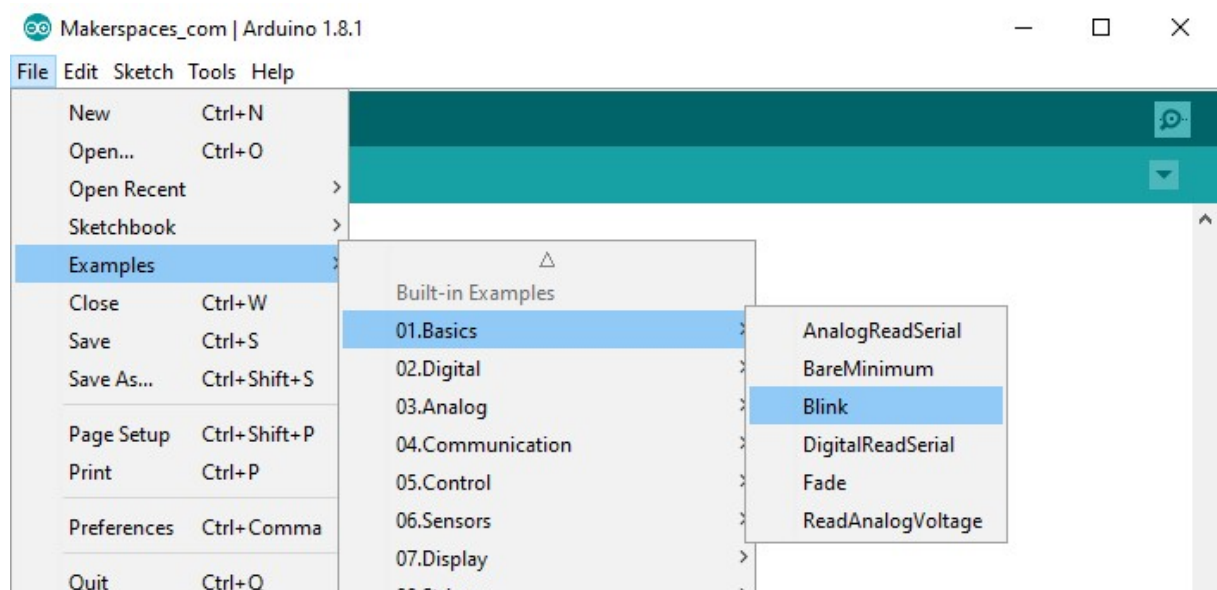 Makerspaces_com | Arduino 1.8.1
File Edit Sketch Tools Help
New Ctrl+N
Open... Ctrl+O
Open Recent
Sketchbook
Examples
Close Ctrl+W
Save Ctrl+S
Save As... Ctrl+Shift+S
Page Setup Ctrl+Shift+P
Print Ctrl+P
Preferences Ctrl+Comma
Quit Ctrl+Q
Built-in Examples
01.Basics
02.Digital
03.Analog
04.Communication
05.Control
06.Sensors
07.Display
AnalogReadSerial
BareMinimum
Blink
DigitalReadSerial
Fade
ReadAnalogVoltage